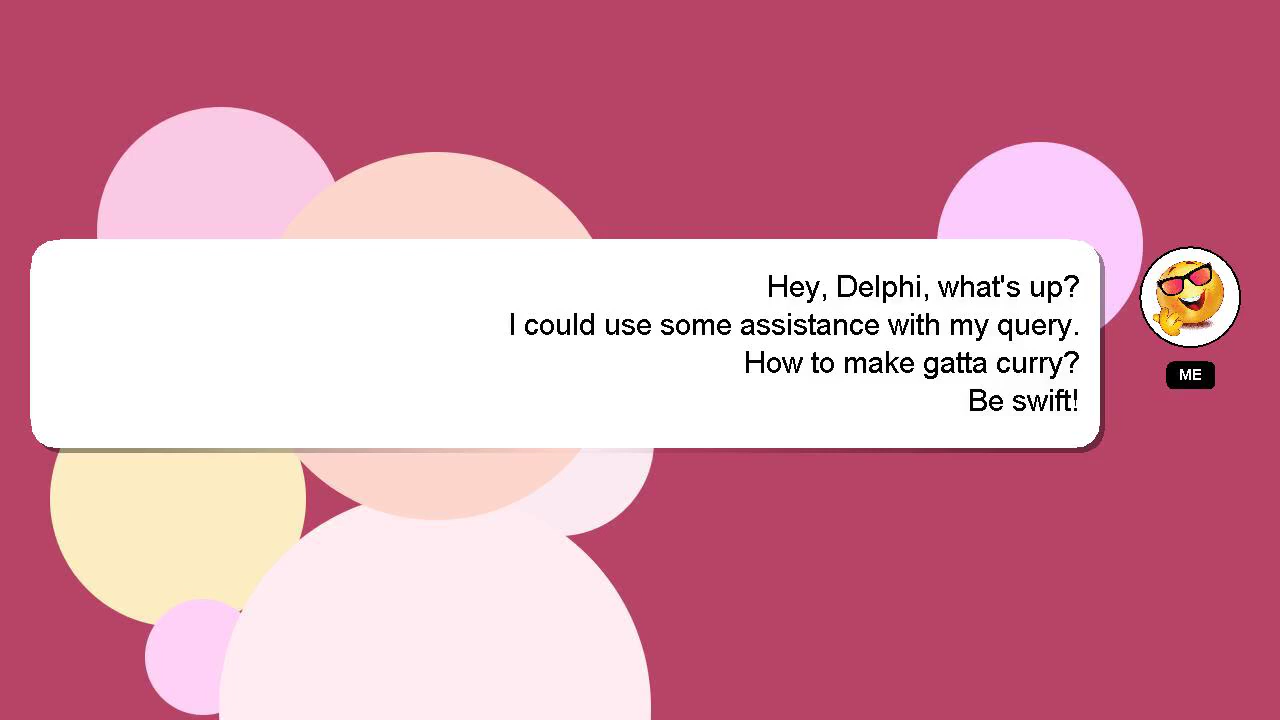 Hey, Delphi, what's up?
I could use some assistance with my query.
How to make gatta curry?
Be swift!
ME